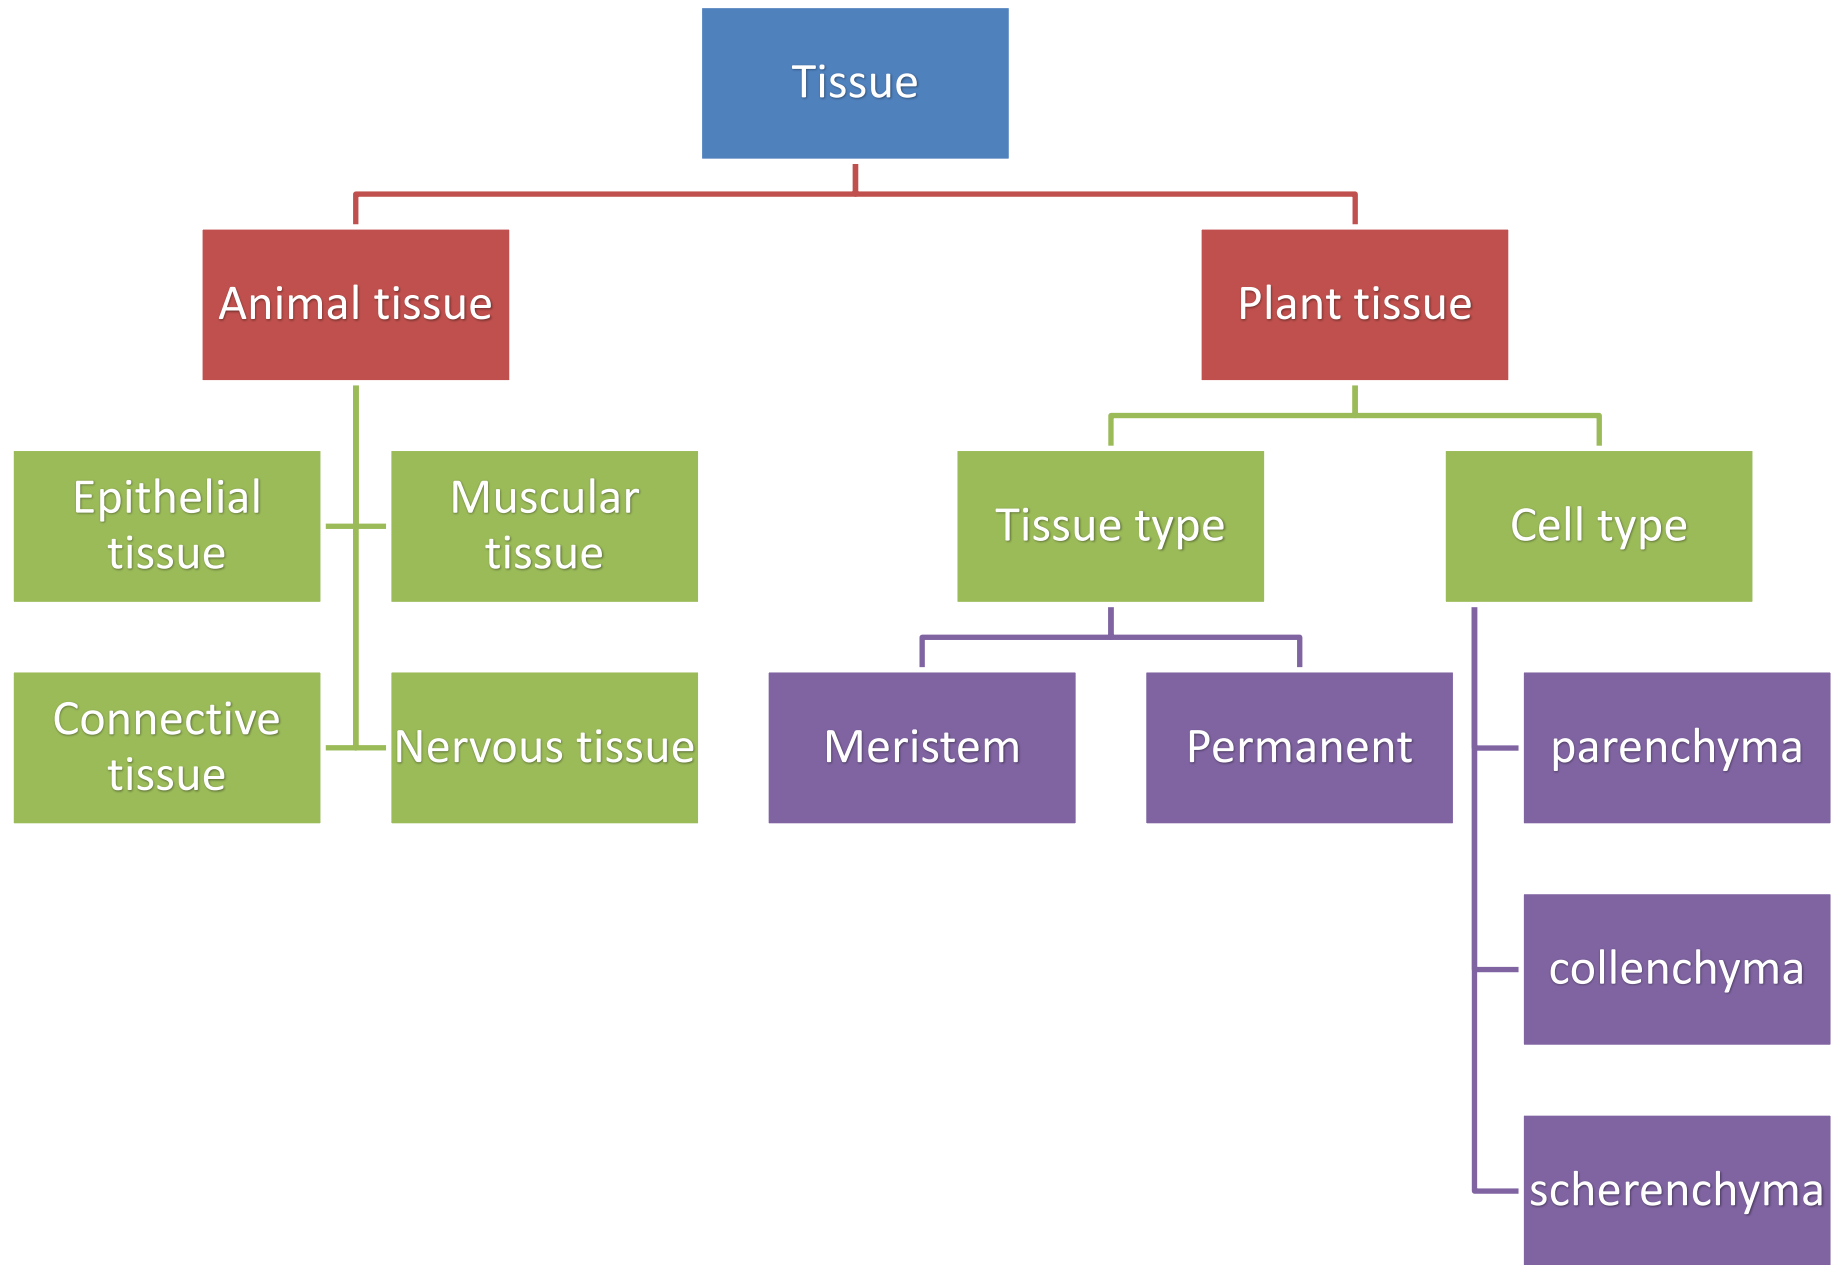 Tissue
Animal tissue
Plant tissue
Epithelial
tissue
Muscular
tissue
Tissue type
Cell type
Connective
tissue
Nervous tissue
Meristem
Permanent
parenchyma
collenchyma
scherenchyma